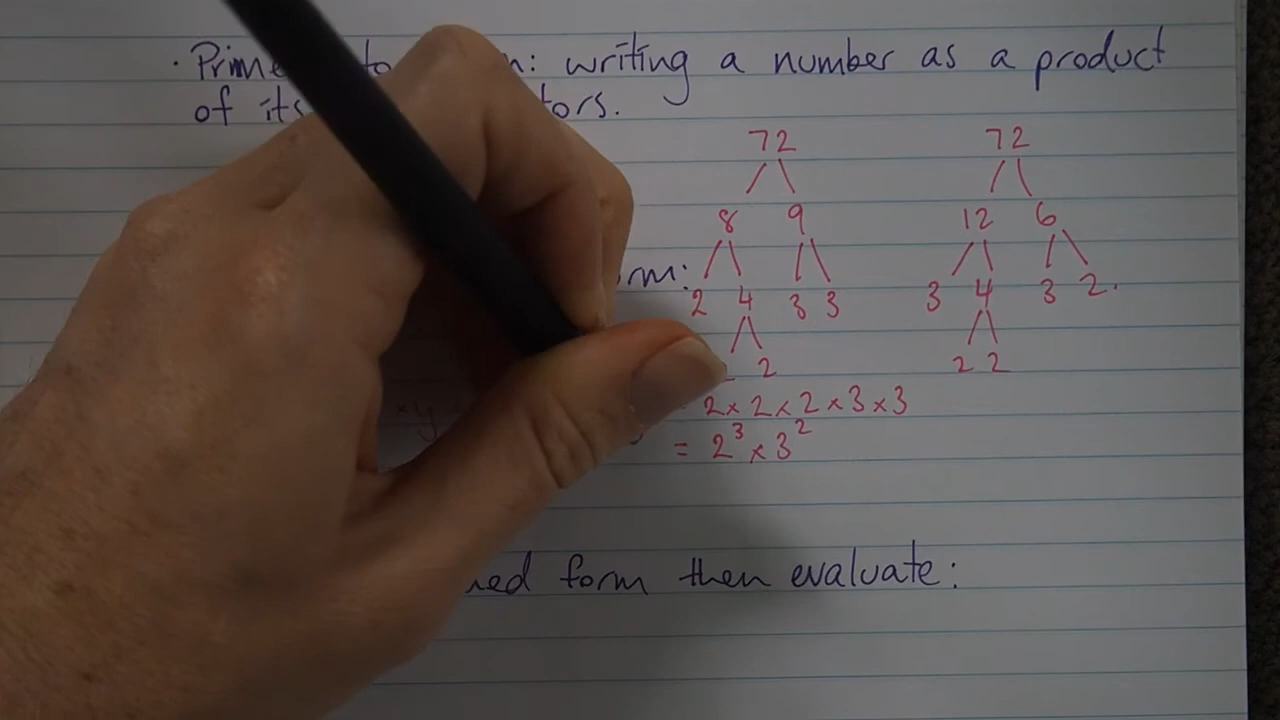 · Prime n: writing a number as a product
of its tors.
72 72
8 9 12 6
rm:
2 4 3 3 3 4 3 2.
2 2 2
2 × 2 × 2 × 3 × 3
= 2³ × 3²
form then evaluate: